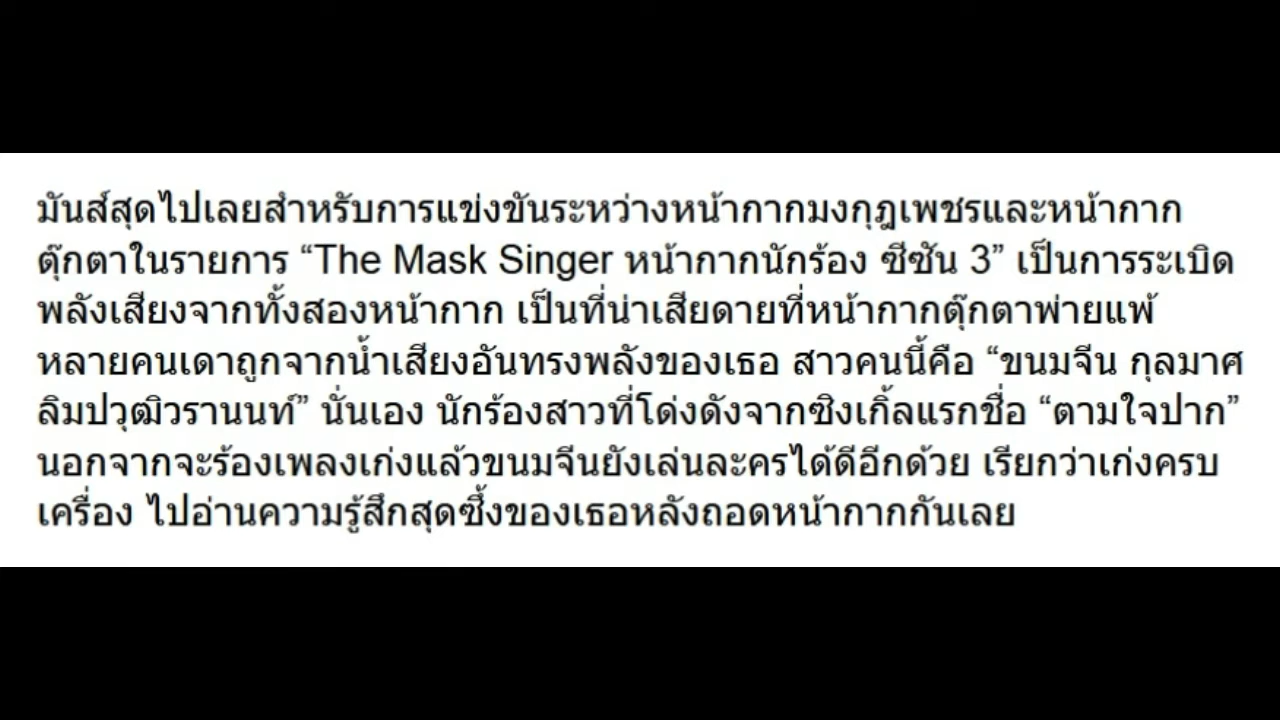 มันส์สุดไปเลยสำหรับการแข่งขันระหว่างหน้ากากมงกุฎเพชรและหน้ากาก
ตุ๊กตาในรายการ “The Mask Singer หน้ากากนักร้อง ซีซัน 3” เป็นการระเบิด
พลังเสียงจากทั้งสองหน้ากาก เป็นที่น่าเสียดายที่หน้ากากตุ๊กตาพ่ายแพ้
หลายคนเดาถูกจากน้ำเสียงอันทรงพลังของเธอ สาวคนนี้คือ “ขนมจีน กุลมาศ
ลิมปวุฒิวรานนท์” นั่นเอง นักร้องสาวที่โด่งดังจากซิงเกิ้ลแรกชื่อ “ตามใจปาก”
นอกจากจะร้องเพลงเก่งแล้วขนมจีนยังเล่นละครได้ดีอีกด้วย เรียกว่าเก่งครบ
เครื่อง ไปอ่านความรู้สึกสุดซึ้งของเธอหลังถอดหน้ากากกันเลย